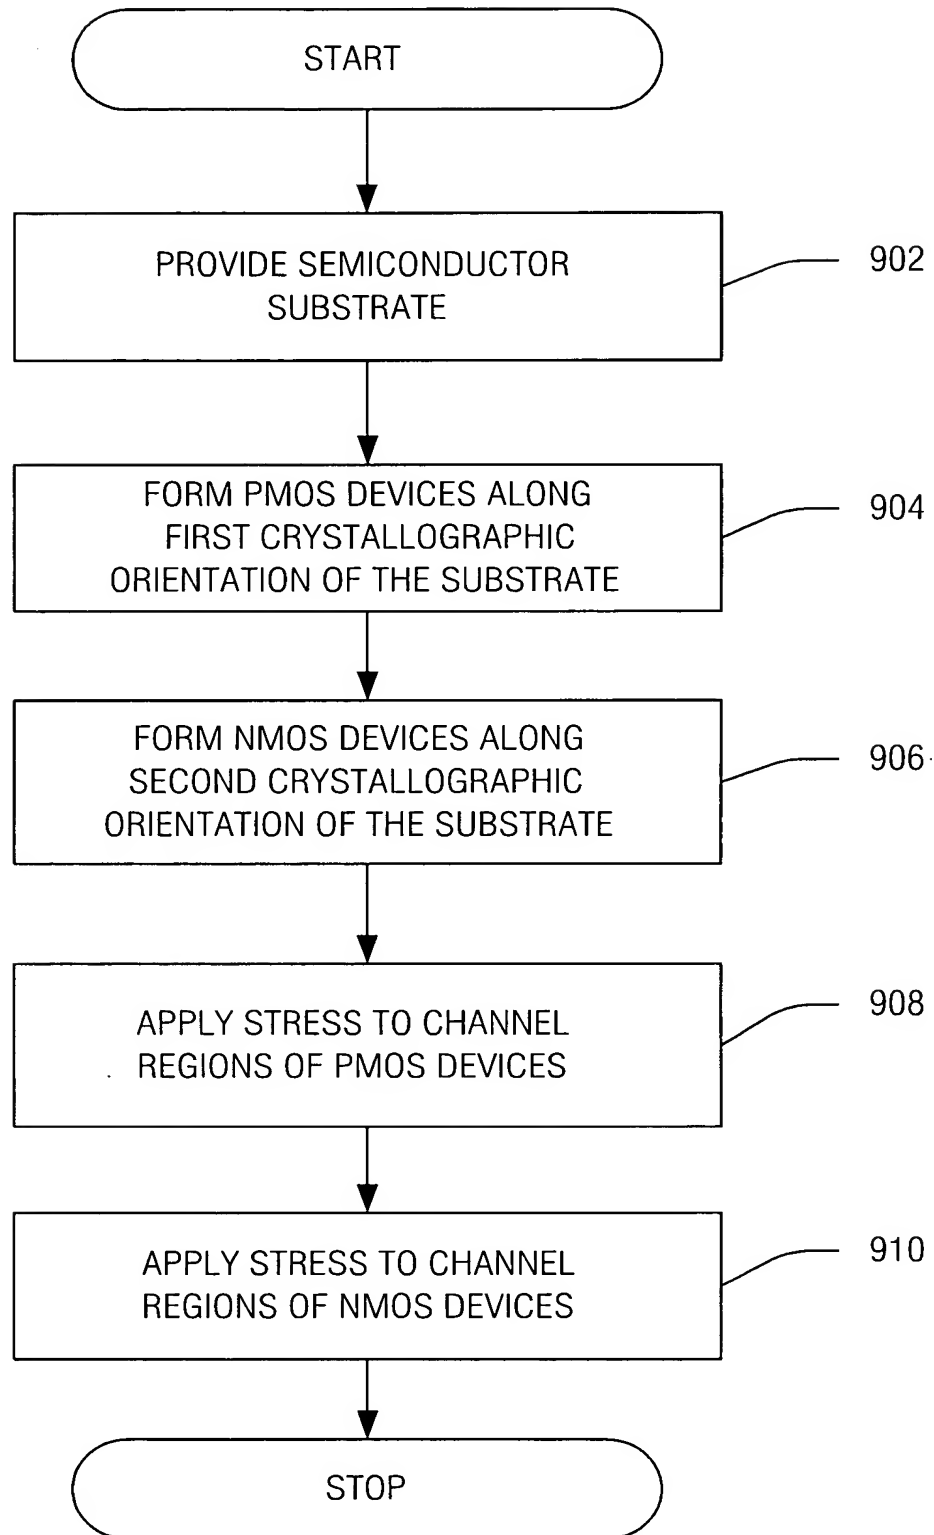 START
PROVIDE SEMICONDUCTOR
SUBSTRATE
902
FORM PMOS DEVICES ALONG
FIRST CRYSTALLOGRAPHIC
ORIENTATION OF THE SUBSTRATE
904
FORM NMOS DEVICES ALONG
SECOND CRYSTALLOGRAPHIC
ORIENTATION OF THE SUBSTRATE
906
APPLY STRESS TO CHANNEL
REGIONS OF PMOS DEVICES
908
APPLY STRESS TO CHANNEL
REGIONS OF NMOS DEVICES
910
STOP